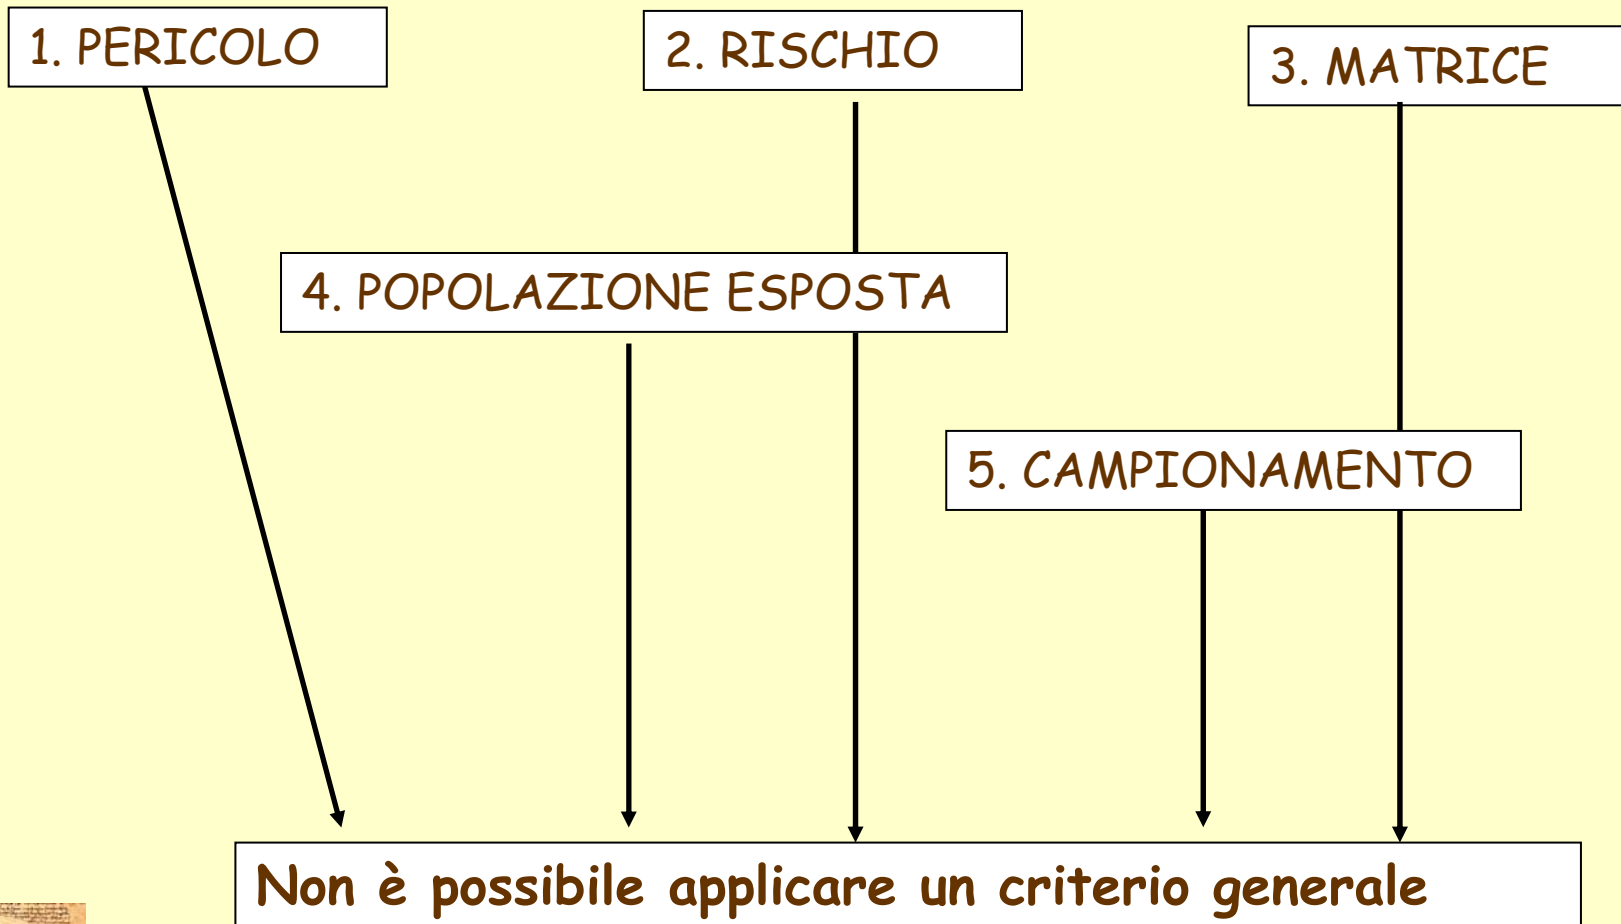 1. PERICOLO
2. RISCHIO
3. MATRICE
4. POPOLAZIONE ESPOSTA
5. CAMPIONAMENTO
Non è possibile applicare un criterio generale